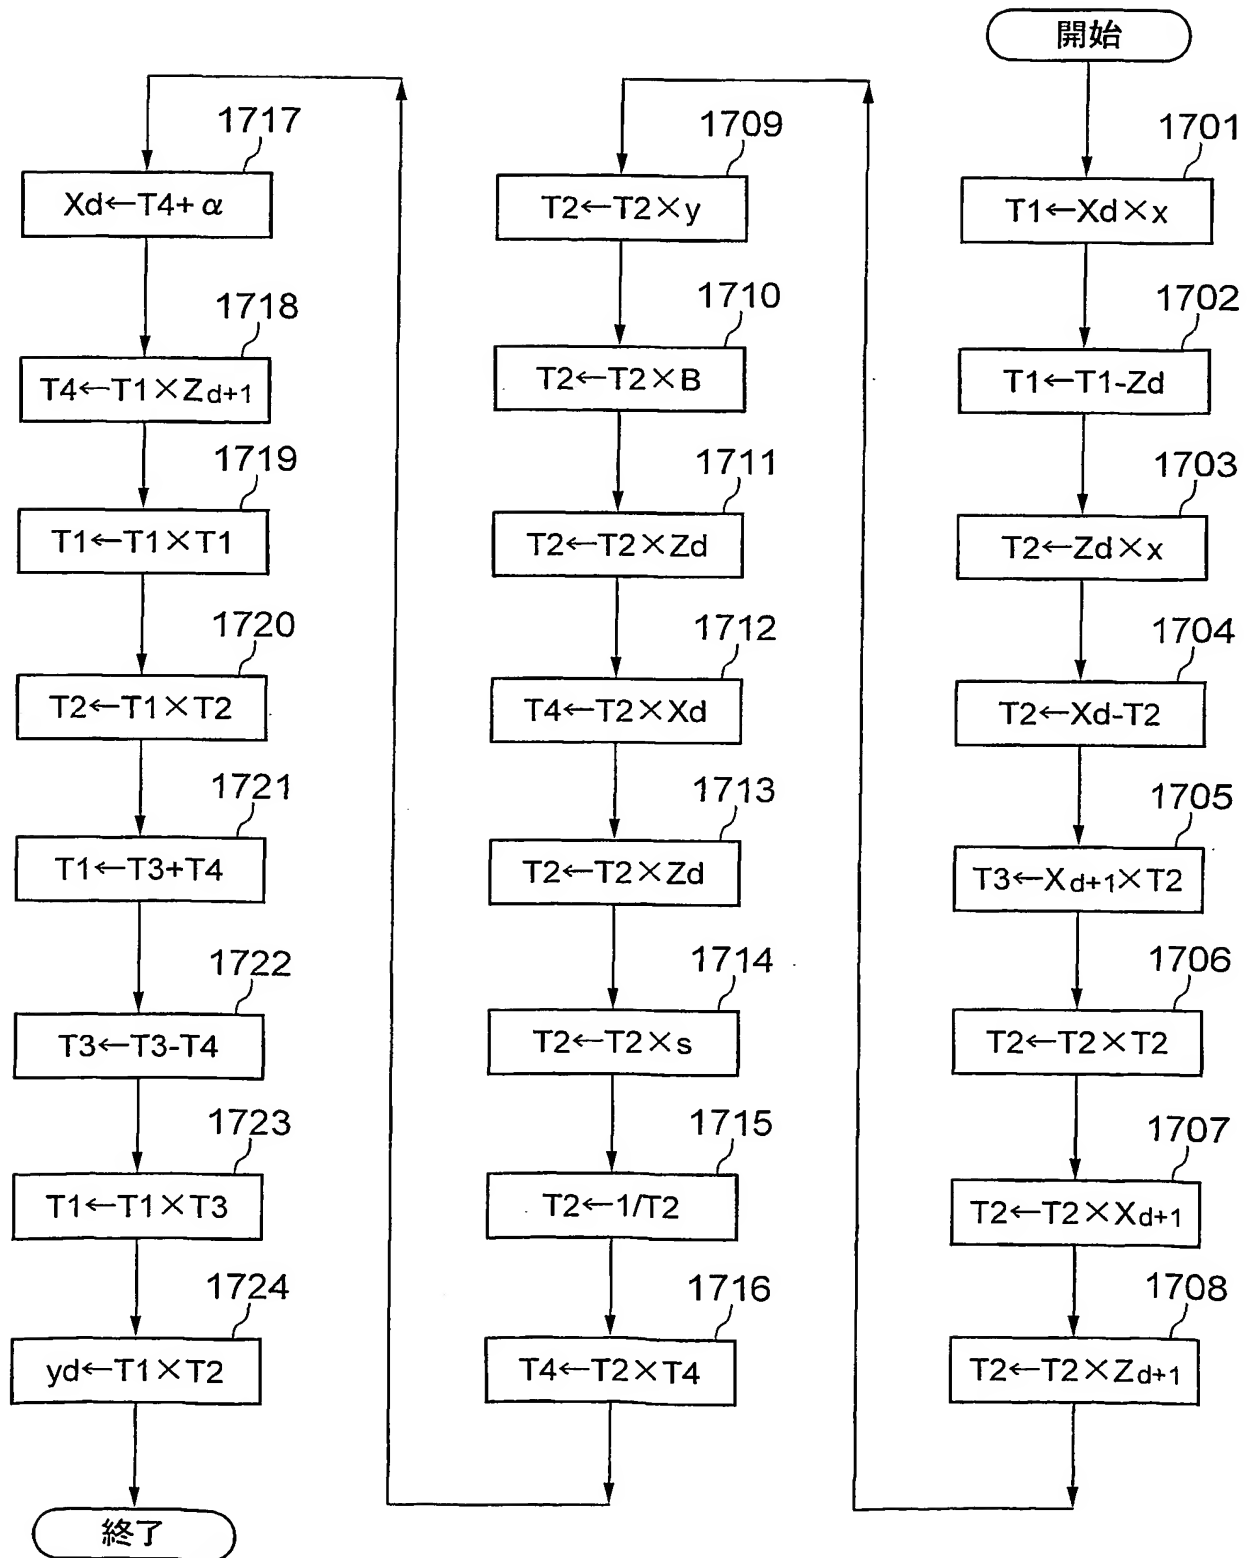 開始
1701
T1←Xd×x
1702
T1←T1-Zd
1703
T2←Zd×x
1704
T2←Xd-T2
1705
T3←Xd+1×T2
1706
T2←T2×T2
1707
T2←T2×Xd+1
1708
T2←T2×Zd+1
1709
T2←T2×y
1710
T2←T2×B
1711
T2←T2×Zd
1712
T4←T2×Xd
1713
T2←T2×Zd
1714
T2←T2×s
1715
T2←1/T2
1716
T4←T2×T4
1717
Xd←T4+α
1718
T4←T1×Zd+1
1719
T1←T1×T1
1720
T2←T1×T2
1721
T1←T3+T4
1722
T3←T3-T4
1723
T1←T1×T3
1724
yd←T1×T2
終了